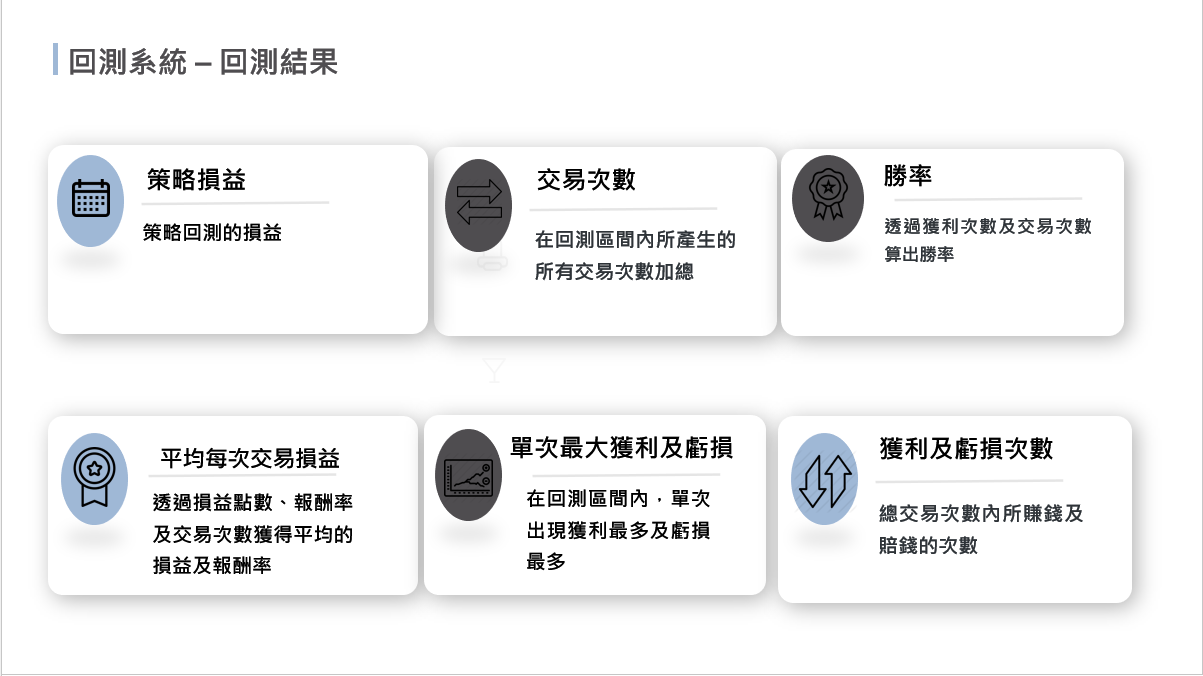 回測系統 – 回測結果
策略損益
策略回測的損益
交易次數
在回測區間內所產生的
所有交易次數加總
勝率
透過獲利次數及交易次數
算出勝率
平均每次交易損益
透過損益點數、報酬率
及交易次數獲得平均的
損益及報酬率
單次最大獲利及虧損
在回測區間內，單次
出現獲利最多及虧損
最多
獲利及虧損次數
總交易次數內所賺錢及
賠錢的次數